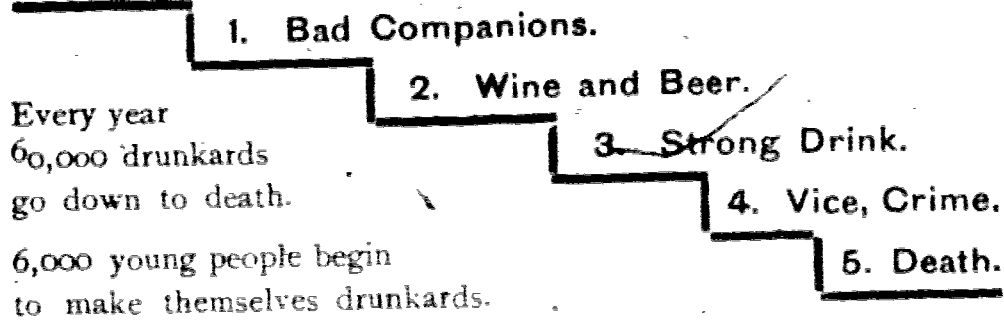 1. Bad Companions.
2. Wine and Beer.
3. Strong Drink.
4. Vice, Crime.
5. Death.
Every year
60,000 drunkards
go down to death.
6,000 young people begin
to make themselves drunkards.